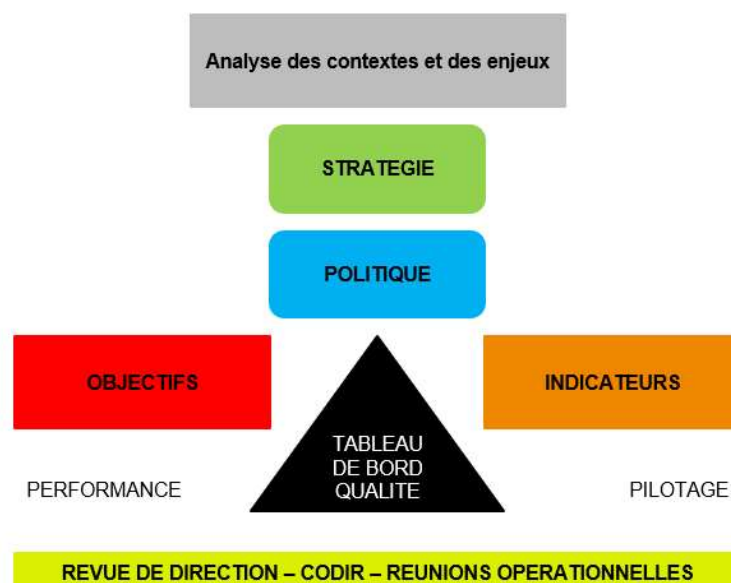 Analyse des contextes et des enjeux
STRATEGIE
POLITIQUE
OBJECTIFS
INDICATEURS
TABLEAU
DE BORD
QUALITE
PERFORMANCE
PILOTAGE
REVUE DE DIRECTION – CODIR – REUNIONS OPERATIONNELLES